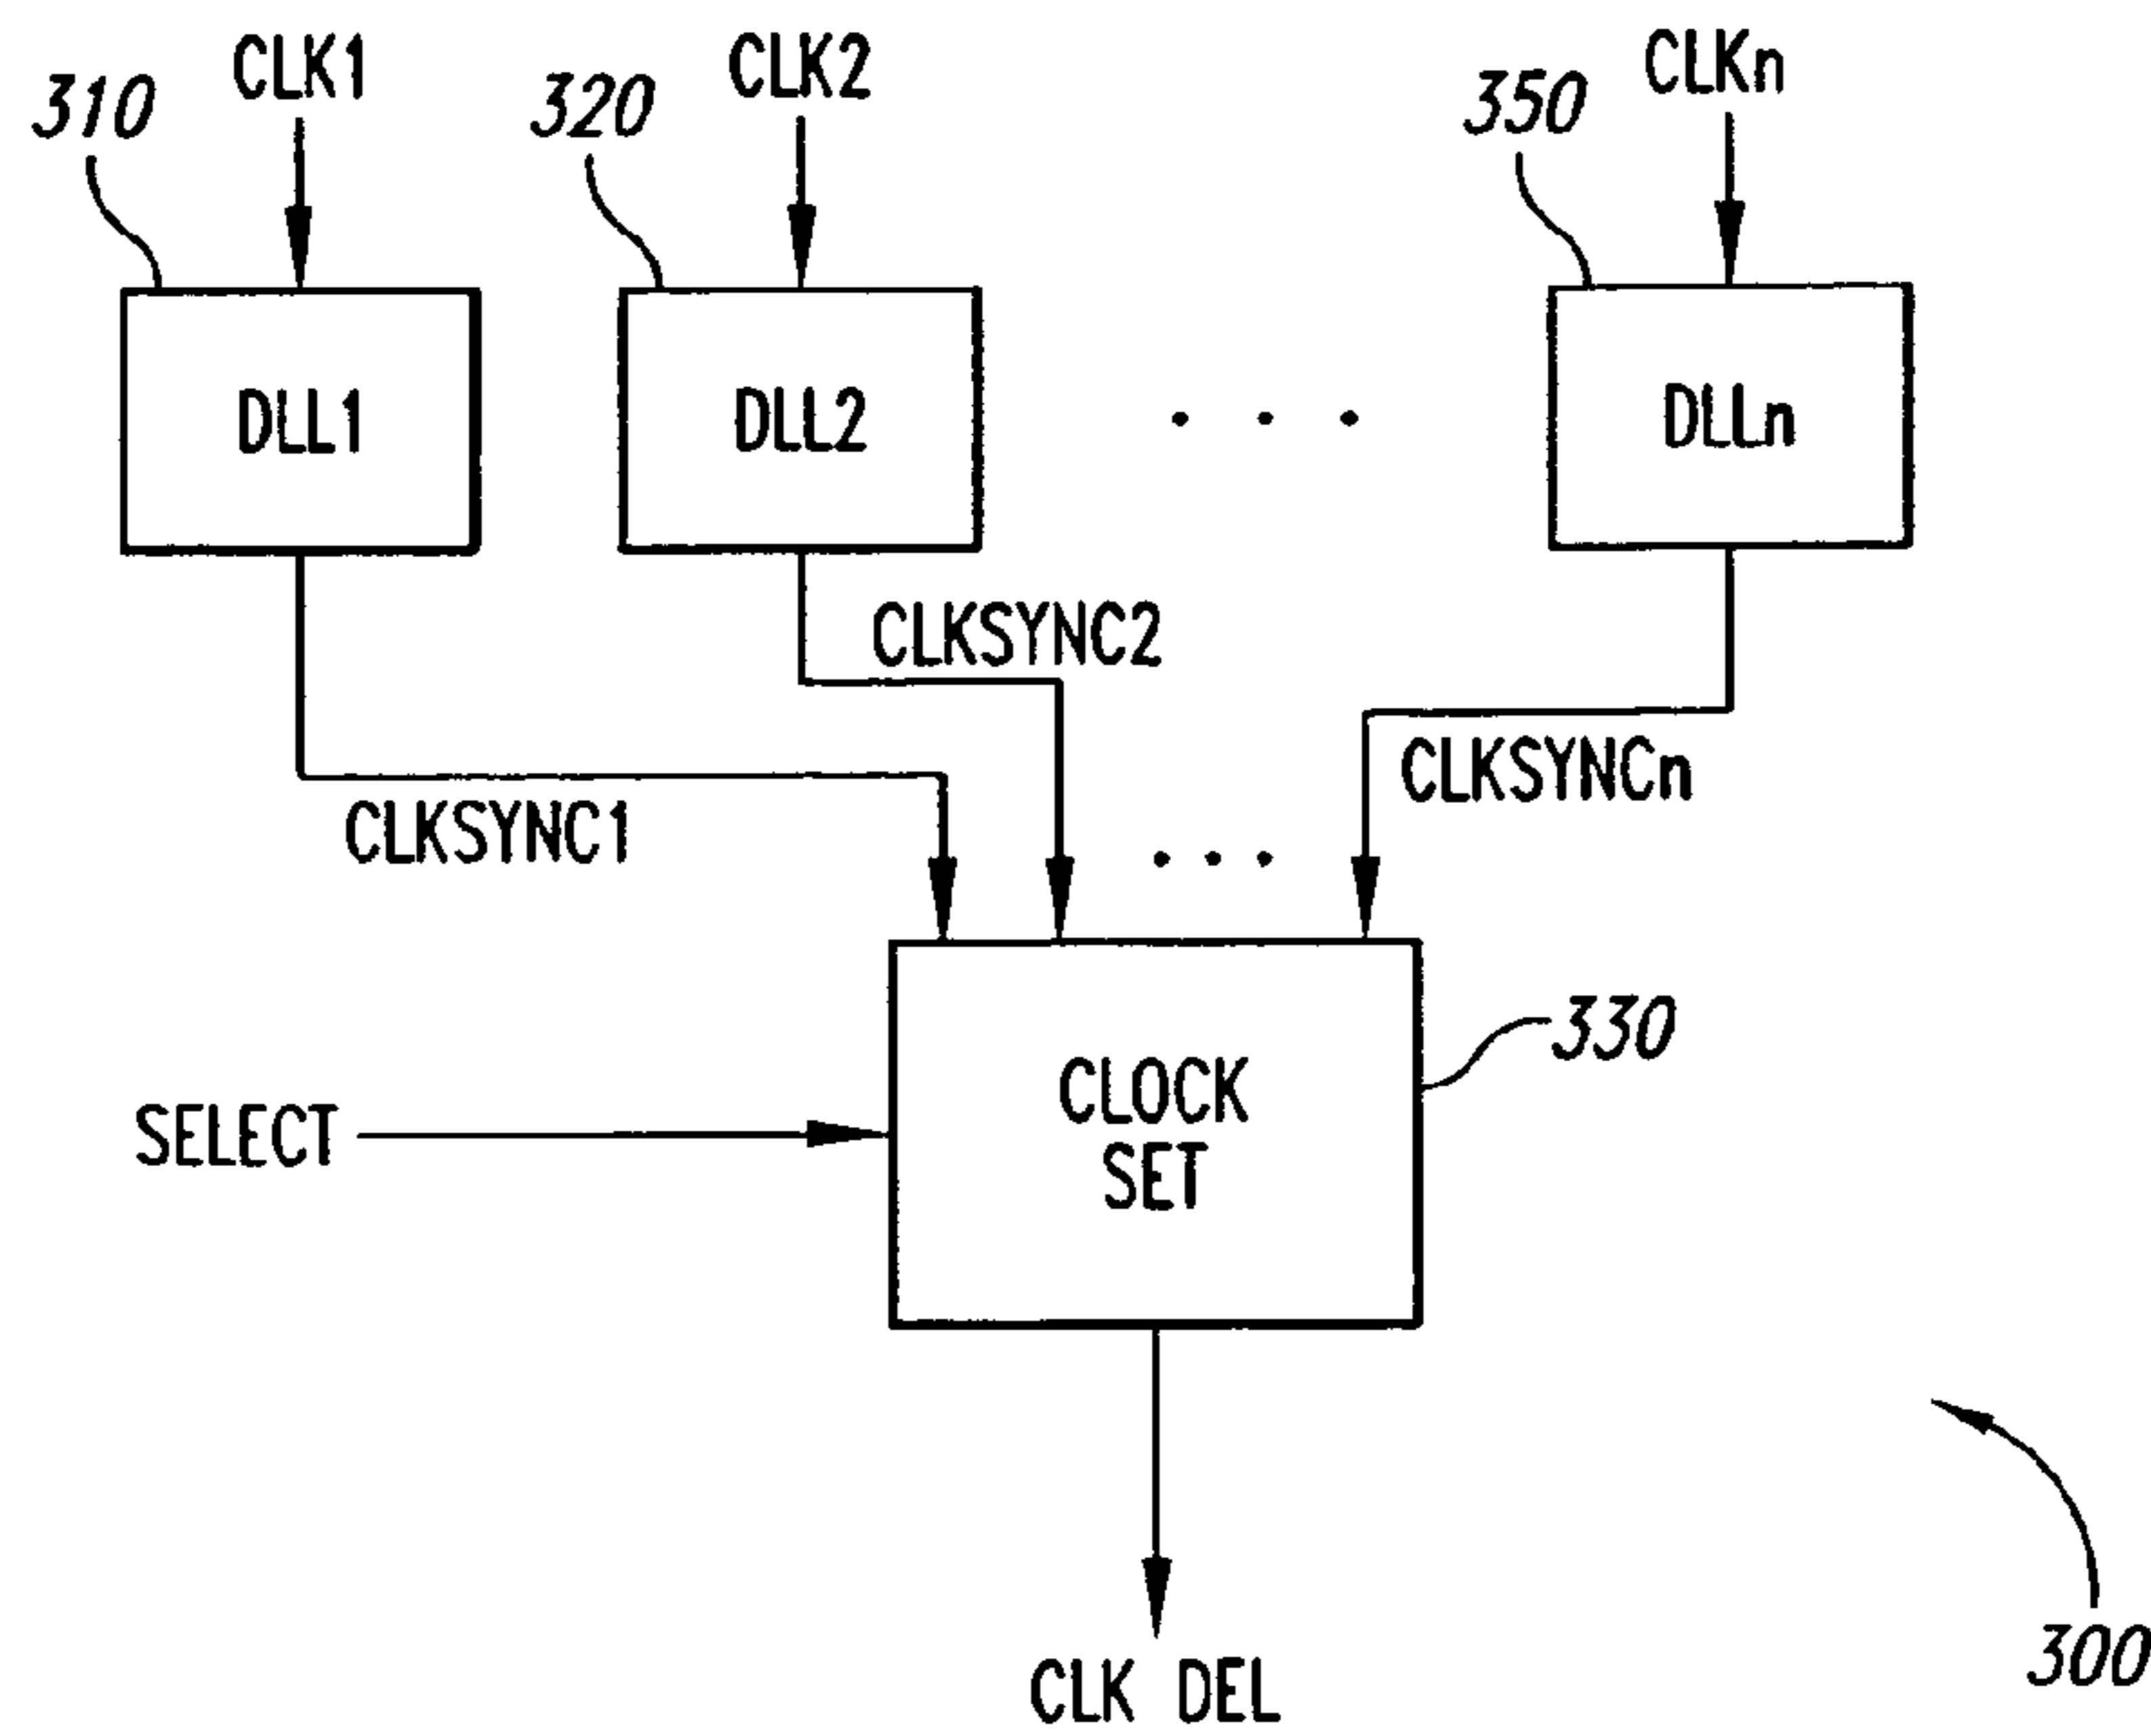 CLK1
CLK2
CLKn
310
320
350
DLL1
DLL2
DLLn
CLKSYNC2
CLKSYNCn
CLKSYNC1
330
CLOCK
SET
SELECT
300
CLK DEL